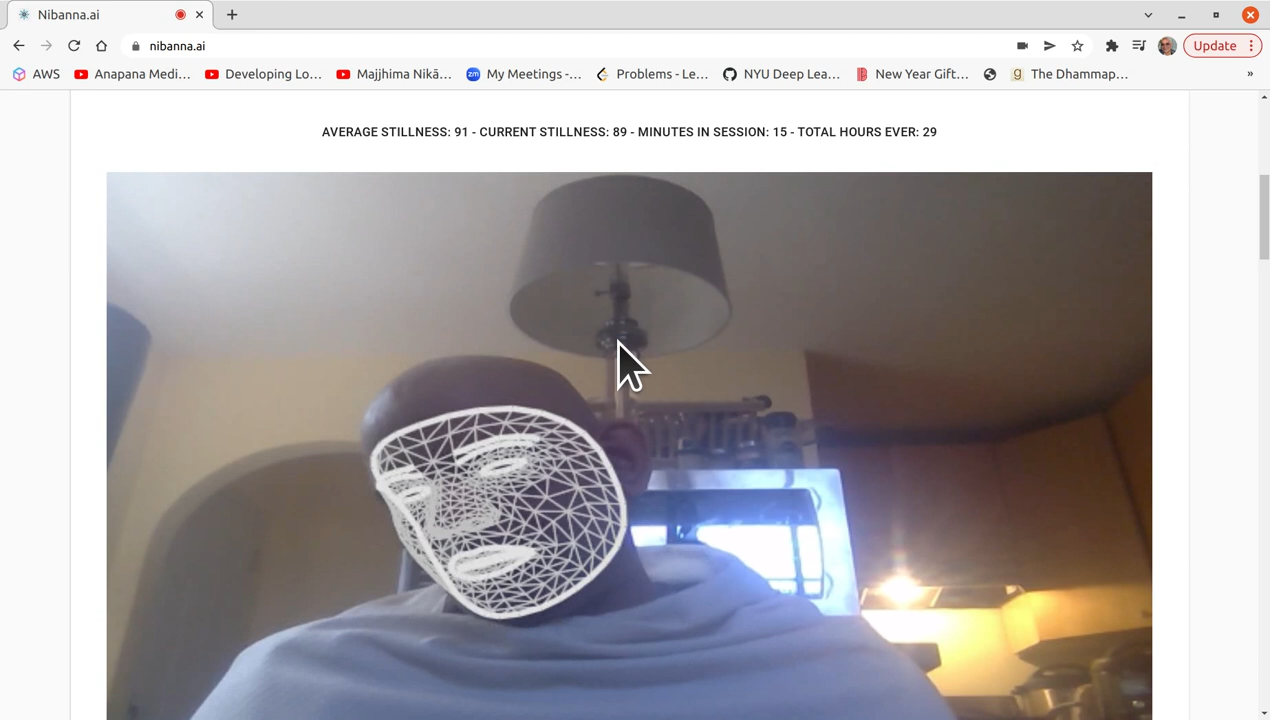 Nibanna.ai
nibanna.ai
Update
AWS
Anapana Medi...
Developing Lo...
Majjhima Nikā...
zm
My Meetings -...
Problems - Le...
NYU Deep Lea...
New Year Gift...
g
The Dhammap...
»
AVERAGE STILLNESS: 91 - CURRENT STILLNESS: 89 - MINUTES IN SESSION: 15 - TOTAL HOURS EVER: 29